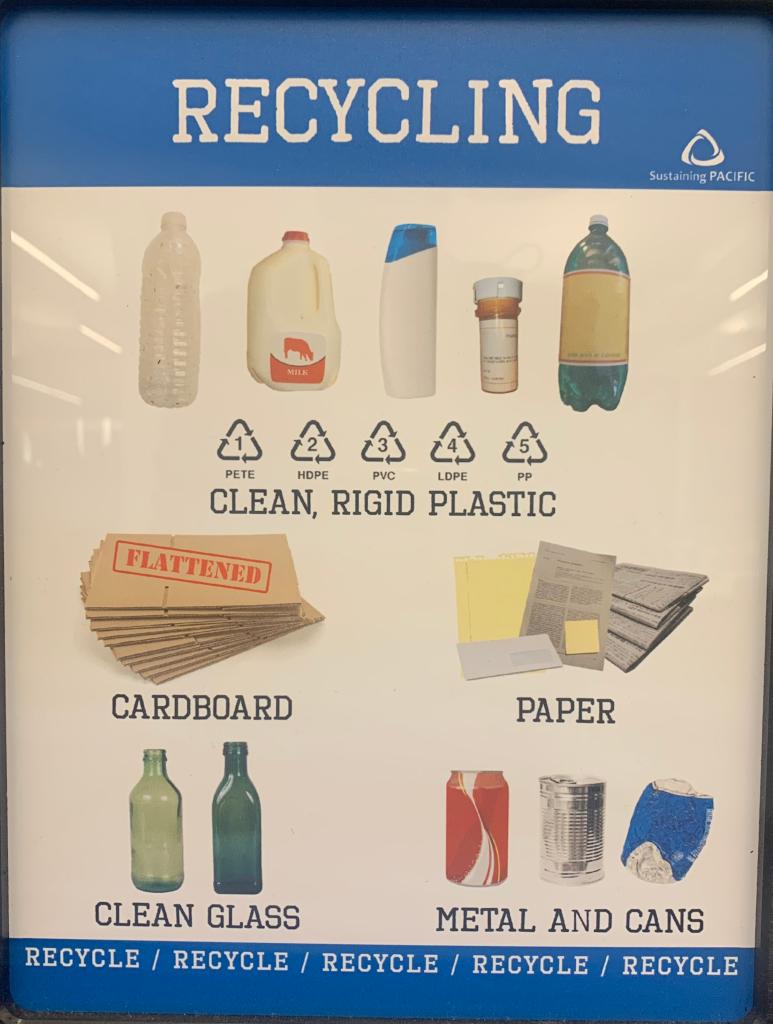 RECYCLING
Sustaining PACIFIC
MILK
1 2 3 4 5
PETE HDPE PVC LDPE PP
CLEAN, RIGID PLASTIC
FLATTENED
CARDBOARD
PAPER
CLEAN GLASS
METAL AND CANS
RECYCLE / RECYCLE / RECYCLE / RECYCLE / RECYCLE